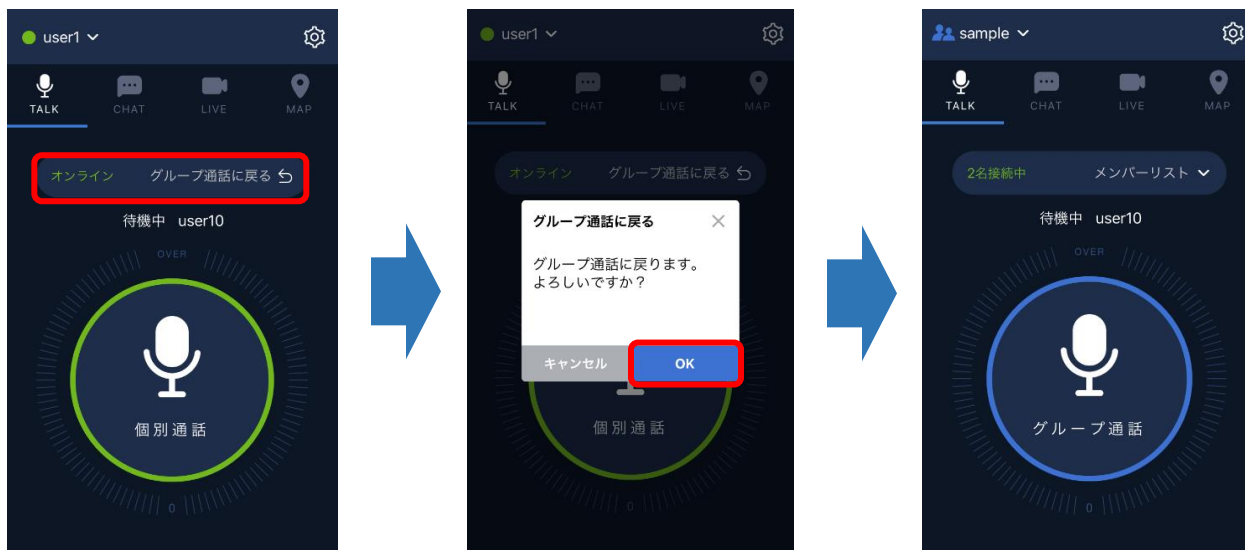 user1
TALK
CHAT
LIVE
MAP
オンライン グループ通話に戻る
待機中 user10
OVER
個別通話
0
user1
TALK
CHAT
LIVE
MAP
オンライン グループ通話に戻る
グループ通話に戻る
グループ通話に戻ります。
よろしいですか?
キャンセル OK
個別通話
0
sample
TALK
CHAT
LIVE
MAP
2名接続中 メンバーリスト
待機中 user10
OVER
グループ通話
0